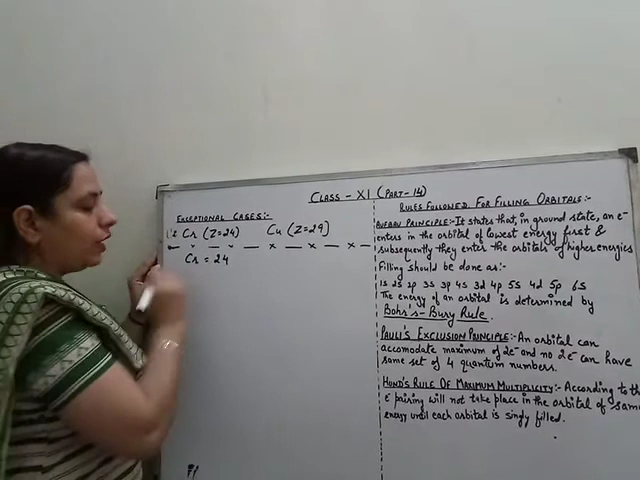 CLASS - XI (PART-14)
EXCEPTIONAL CASES:-
Cr (Z=24) Cu (Z=29)
Cr = 24
RULES FOLLOWED FOR FILLING ORBITALS:-
AUFBAU PRINCIPLE:- It states that, in ground state, an e⁻
enters in the orbital of lowest energy first &
subsequently they enter the orbitals of higher energies
Filling should be done as:-
1s 2s 2p 3s 3p 4s 3d 4p 5s 4d 5p 6s
The energy of an orbital is determined by
Bohr's-Bury Rule.
PAULI'S EXCLUSION PRINCIPLE:- An orbital can
accomodate maximum of 2e⁻ and no 2e⁻ can have
same set of 4 quantum numbers.
HUND'S RULE OF MAXIMUM MULTIPLICITY:- According to th
e⁻ pairing will not take place in the orbital of same
energy until each orbital is singly filled.